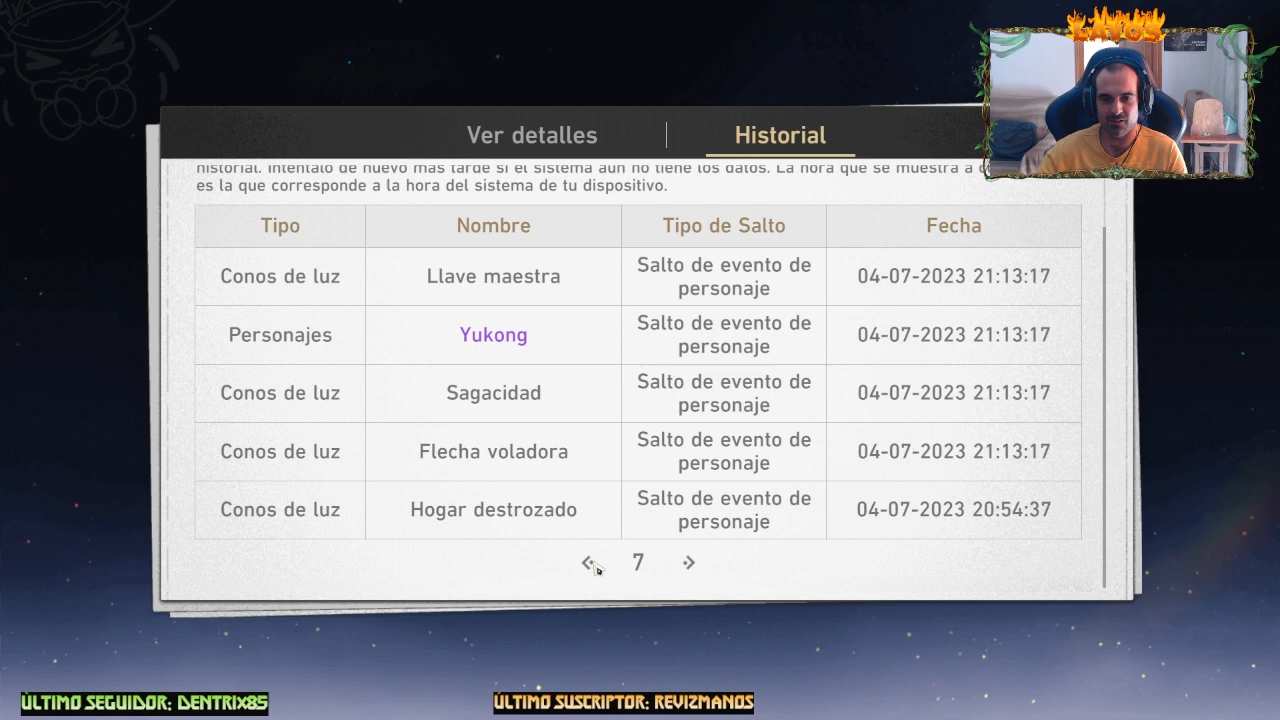 LAVOS
Ver detalles
Historial
historial. Inténtalo de nuevo más tarde si el sistema aún no tiene los datos. La hora que se muestra a
es la que corresponde a la hora del sistema de tu dispositivo.
Tipo Nombre Tipo de Salto Fecha
Conos de luz Llave maestra Salto de evento de personaje 04-07-2023 21:13:17
Personajes Yukong Salto de evento de personaje 04-07-2023 21:13:17
Conos de luz Sagacidad Salto de evento de personaje 04-07-2023 21:13:17
Conos de luz Flecha voladora Salto de evento de personaje 04-07-2023 21:13:17
Conos de luz Hogar destrozado Salto de evento de personaje 04-07-2023 20:54:37
7
ÚLTIMO SEGUIDOR: DENTRIX85
ÚLTIMO SUSCRIPTOR: REVIZMANOS